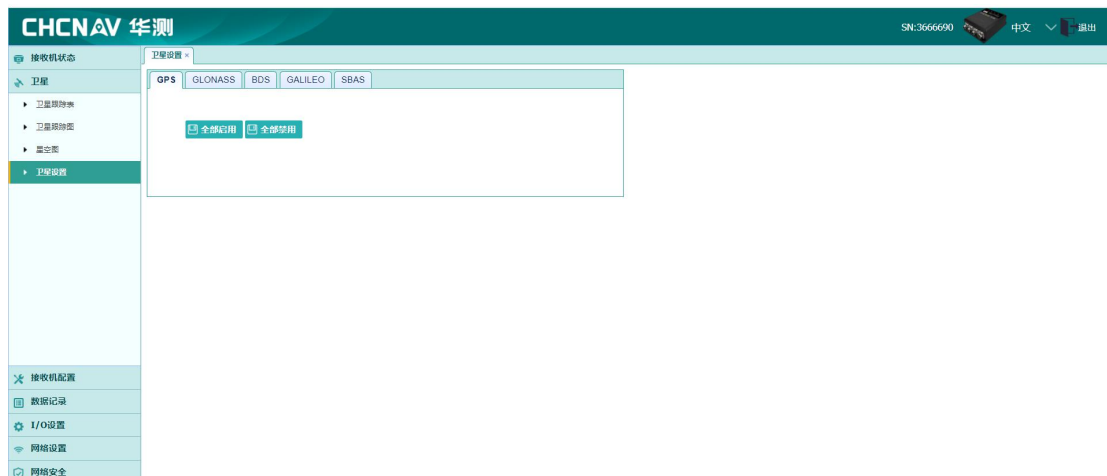 CHCNAV 华测
SN:3666690 中文 退出
接收机状态
卫星设置 ×
卫星
GPS GLONASS BDS GALILEO SBAS
卫星跟踪表
卫星跟踪图
全部启用 全部禁用
星空图
卫星设置
接收机配置
数据记录
I/O设置
网络设置
网络安全